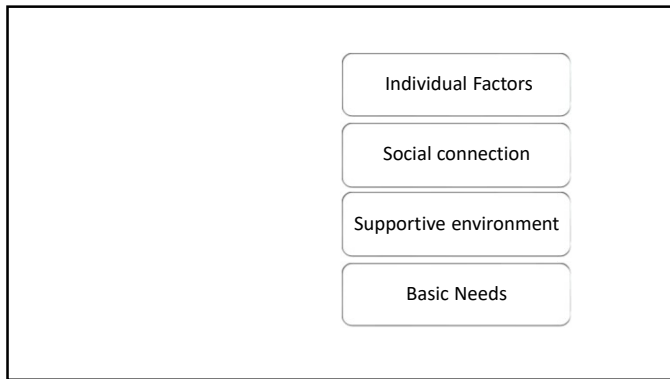 Individual Factors
Social connection
Supportive environment
Basic Needs